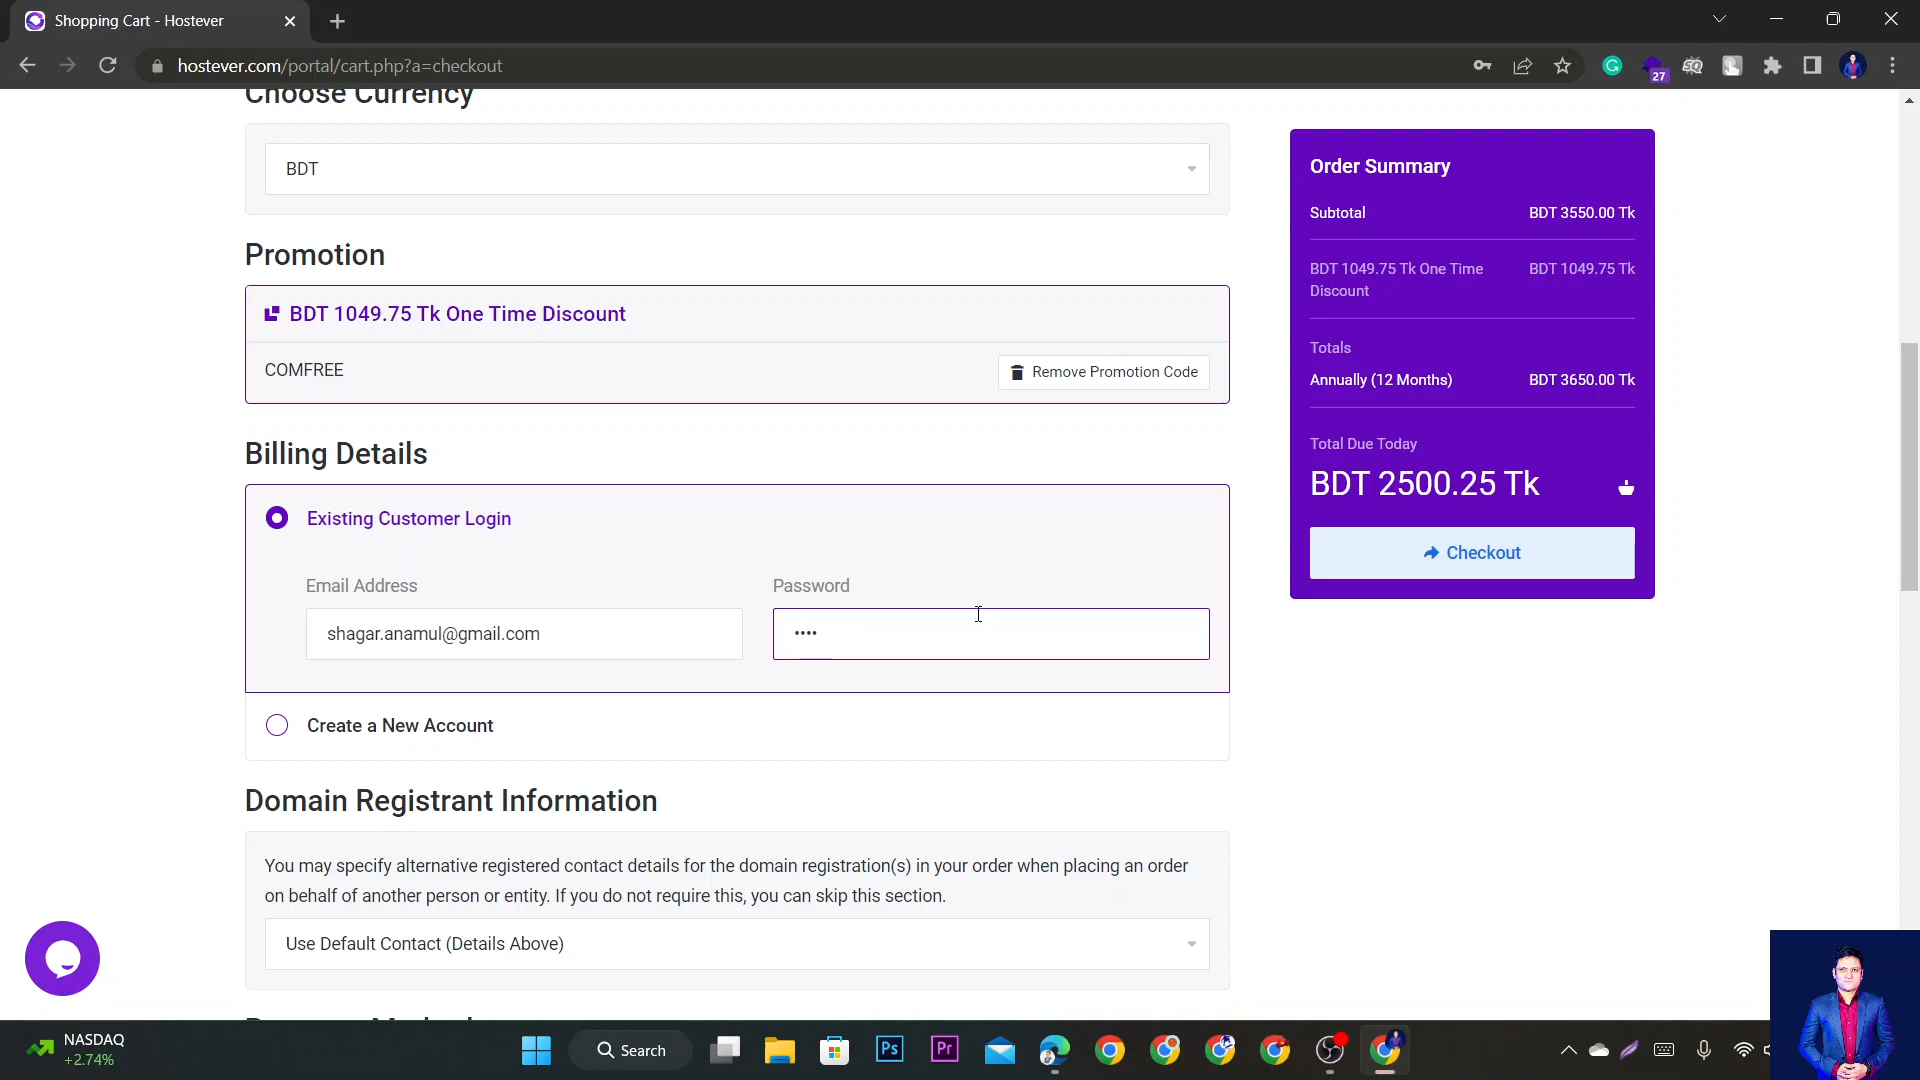 Shopping Cart - Hostever
hostever.com/portal/cart.php?a=checkout
27
Choose Currency
BDT
Promotion
BDT 1049.75 Tk One Time Discount
COMFREE
Remove Promotion Code
Billing Details
Existing Customer Login
Email Address
Password
shagar.anamul@gmail.com
••••
Create a New Account
Domain Registrant Information
You may specify alternative registered contact details for the domain registration(s) in your order when placing an order
on behalf of another person or entity. If you do not require this, you can skip this section.
Use Default Contact (Details Above)
Order Summary
Subtotal BDT 3550.00 Tk
BDT 1049.75 Tk One Time BDT 1049.75 Tk
Discount
Totals
Annually (12 Months) BDT 3650.00 Tk
Total Due Today
BDT 2500.25 Tk
Checkout
NASDAQ
+2.74%
Search
Ps
Pr